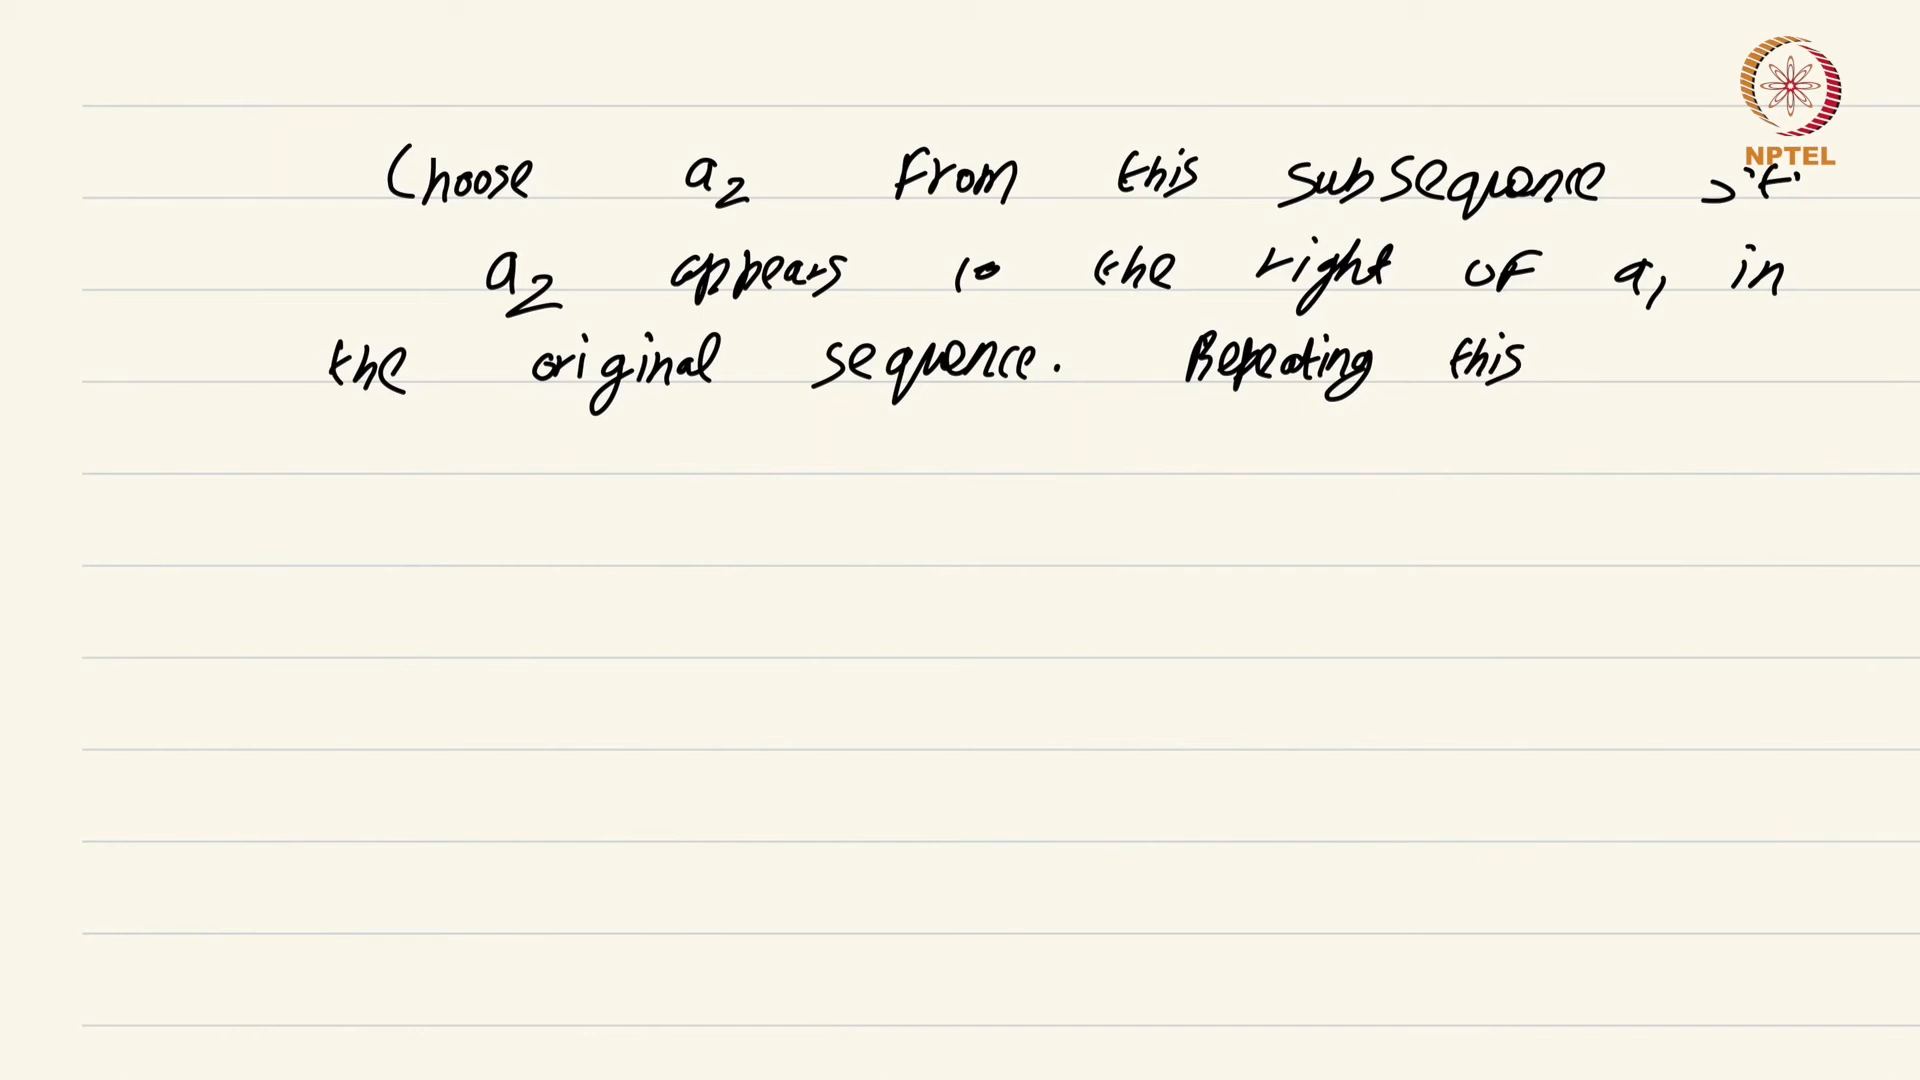 NPTEL
Choose a₂ from this subsequence s.t.
a₂ appears to the right of a₁ in
the original sequence. Repeating this